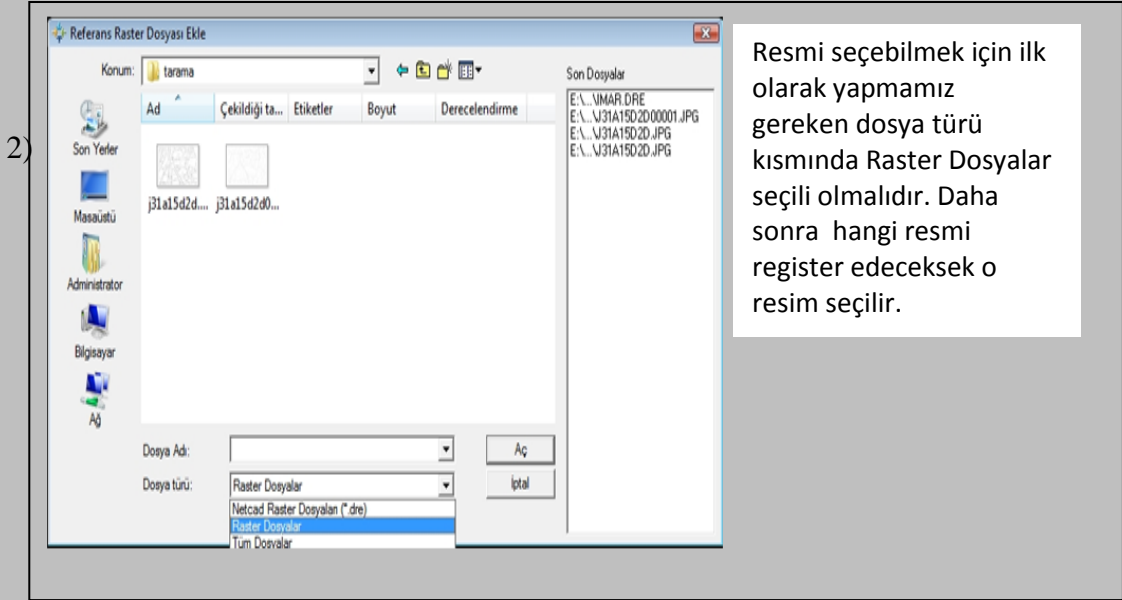 2)
Referans Raster Dosyası Ekle
Konum: tarama
Ad Çekildiği ta... Etiketler Boyut Derecelendirme
j31a15d2d.... j31a15d2d0...
Son Yerler
Masaüstü
Administrator
Bilgisayar
Ağ
Dosya Adı: Aç
Dosya türü: Raster Dosyalar İptal
Netcad Raster Dosyaları (*.dre)
Raster Dosyalar
Tüm Dosyalar
Son Dosyalar
E:\...\IMAR.DRE
E:\...\J31A15D2D00001.JPG
E:\...\J31A15D2D.JPG
E:\...\J31A15D2D.JPG
Resmi seçebilmek için ilk
olarak yapmamız
gereken dosya türü
kısmında Raster Dosyalar
seçili olmalıdır. Daha
sonra hangi resmi
register edeceksek o
resim seçilir.